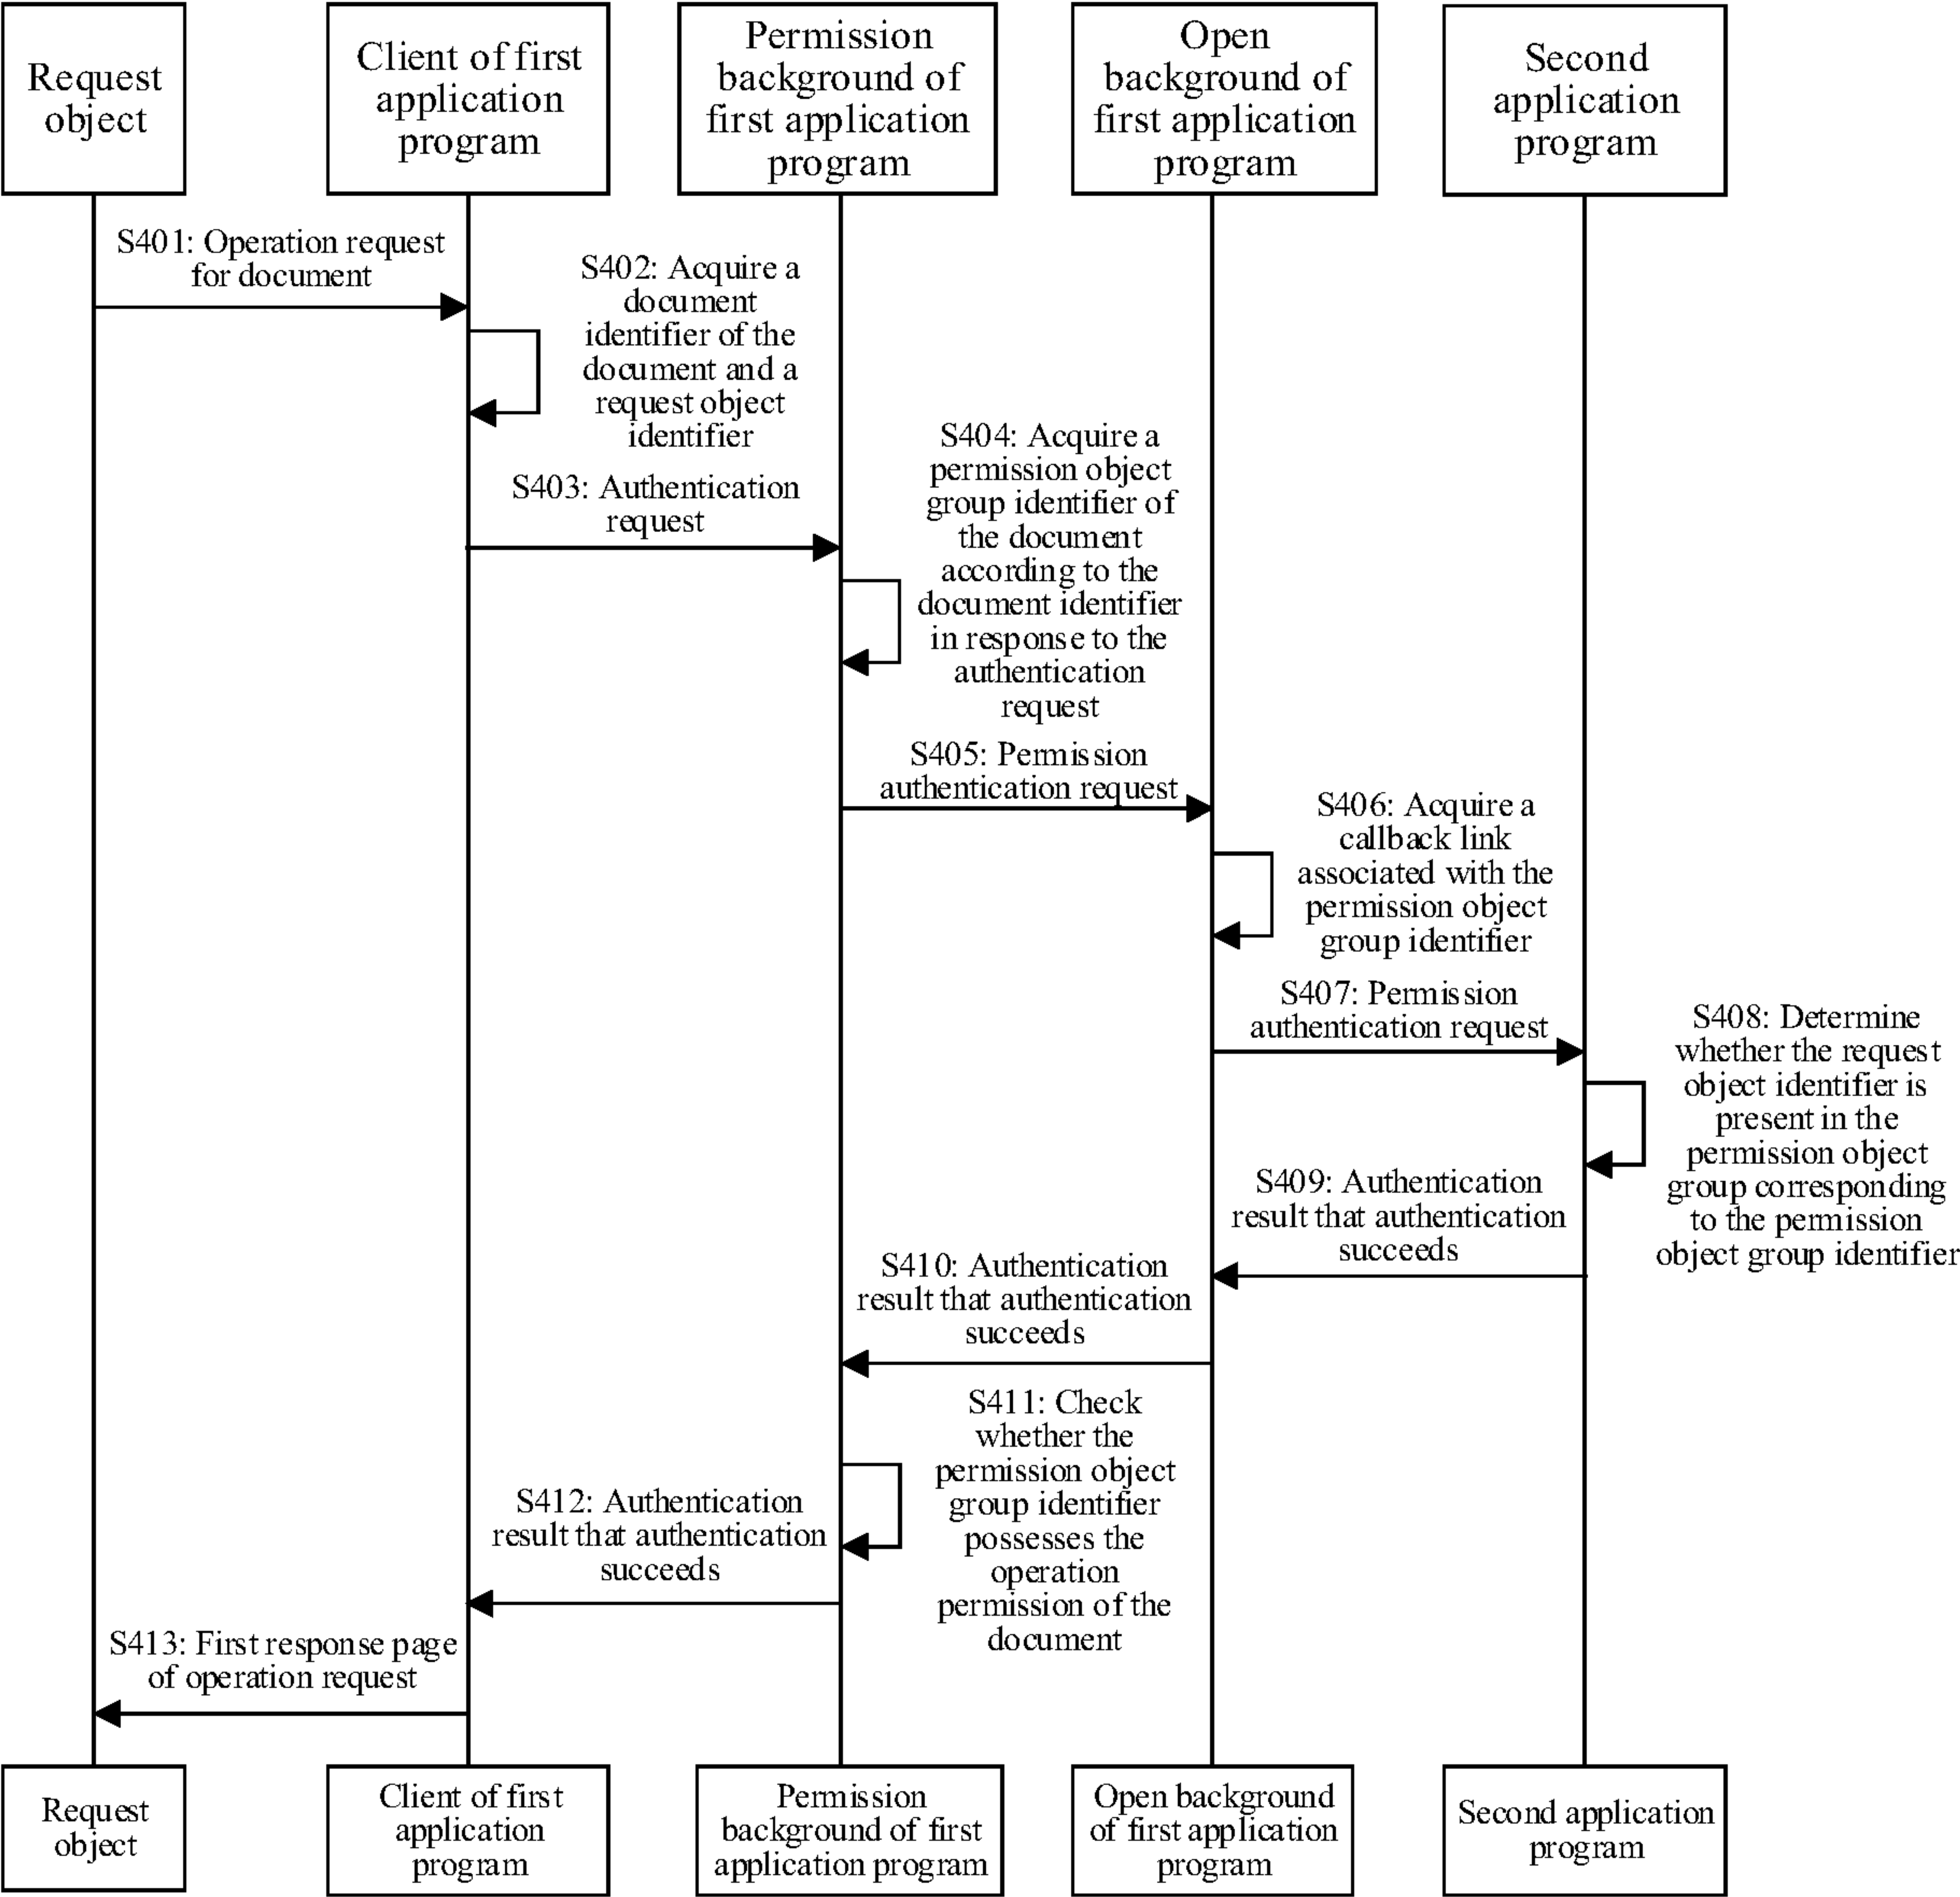 Request
object
Client of first
application
program
Permission
background of
first application
program
Open
background of
first application
program
Second
application
program
S401: Operation request
for document
S402: Acquire a
document
identifier of the
document and a
request object
identifier
S403: Authentication
request
S404: Acquire a
permission object
group identifier of
the document
according to the
document identifier
in response to the
authentication
request
S405: Permission
authentication request
S406: Acquire a
callback link
associated with the
permission object
group identifier
S407: Permission
authentication request
S408: Determine
whether the request
object identifier is
present in the
permission object
group corresponding
to the permission
object group identifier
S409: Authentication
result that authentication
succeeds
S410: Authentication
result that authentication
succeeds
S411: Check
whether the
permission object
group identifier
possesses the
operation
permission of the
document
S412: Authentication
result that authentication
succeeds
S413: First response page
of operation request
Request
object
Client of first
application
program
Permission
background of first
application program
Open background
of first application
program
Second application
program